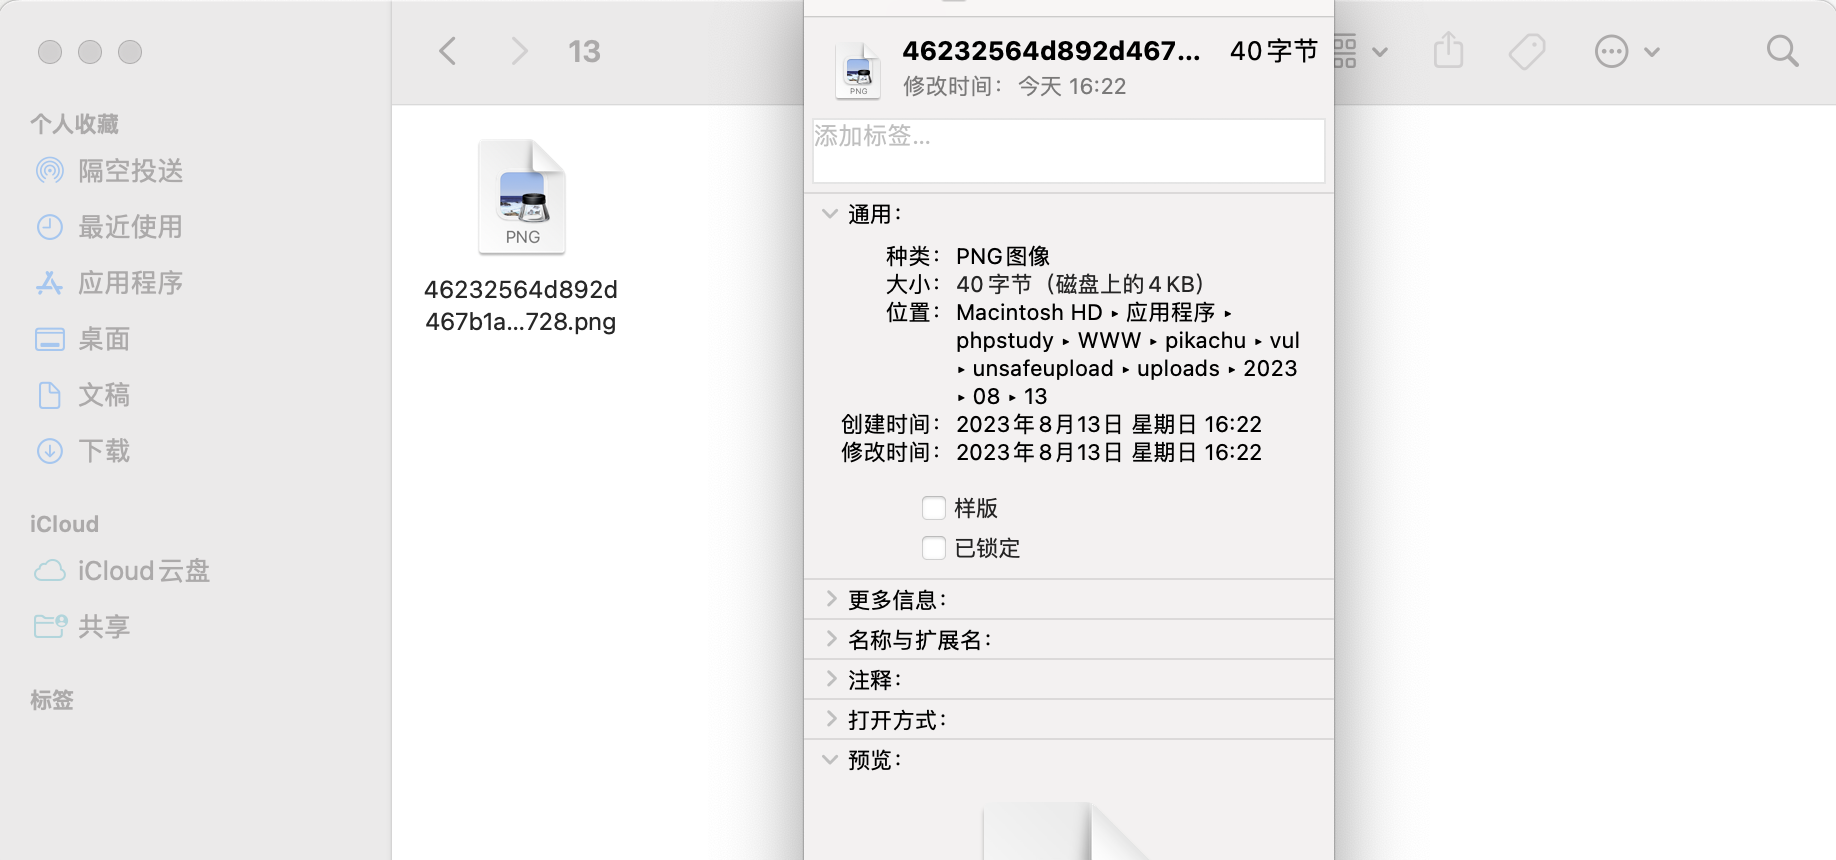 个人收藏
隔空投送
最近使用
应用程序
桌面
文稿
下载
iCloud
iCloud云盘
共享
标签
13
PNG
46232564d892d
467b1a...728.png
PNG
46232564d892d467... 40字节
修改时间：今天 16:22
添加标签...
通用：
种类：PNG图像
大小：40字节（磁盘上的4 KB）
位置：Macintosh HD ▸ 应用程序 ▸
phpstudy ▸ WWW ▸ pikachu ▸ vul
▸ unsafeupload ▸ uploads ▸ 2023
▸ 08 ▸ 13
创建时间：2023年8月13日 星期日 16:22
修改时间：2023年8月13日 星期日 16:22
样版
已锁定
更多信息：
名称与扩展名：
注释：
打开方式：
预览：